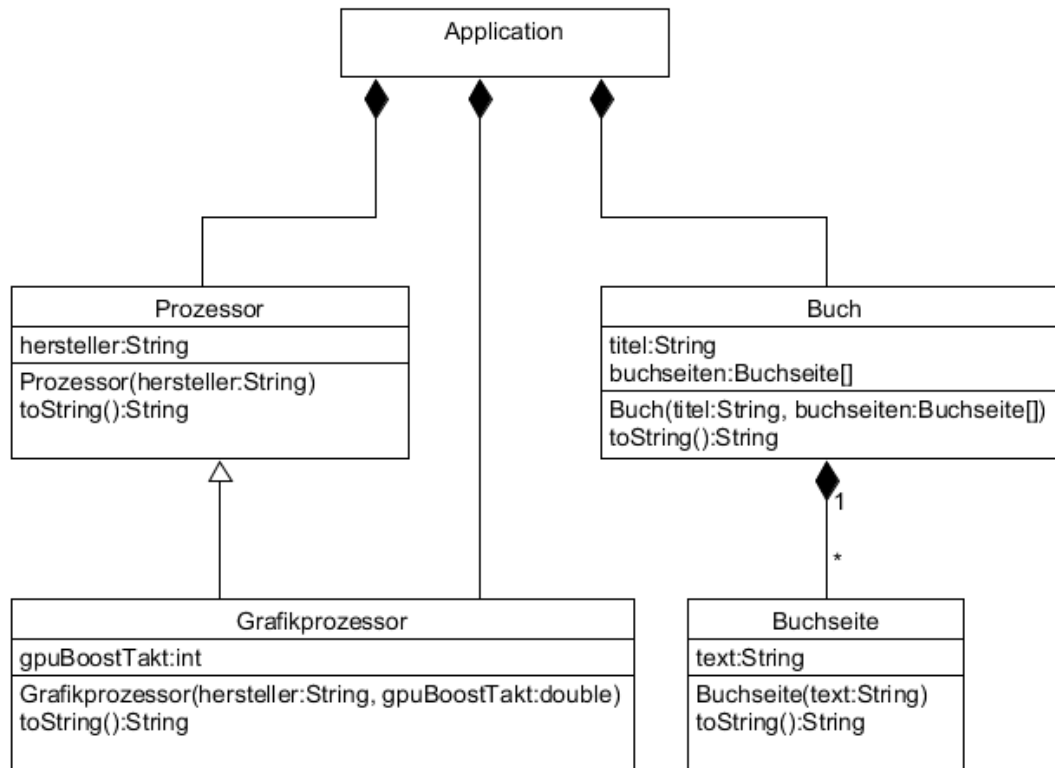 Application
Prozessor
hersteller:String
Prozessor(hersteller:String)
toString():String
Buch
titel:String
buchseiten:Buchseite[]
Buch(titel:String, buchseiten:Buchseite[])
toString():String
1
*
Grafikprozessor
gpuBoostTakt:int
Grafikprozessor(hersteller:String, gpuBoostTakt:double)
toString():String
Buchseite
text:String
Buchseite(text:String)
toString():String